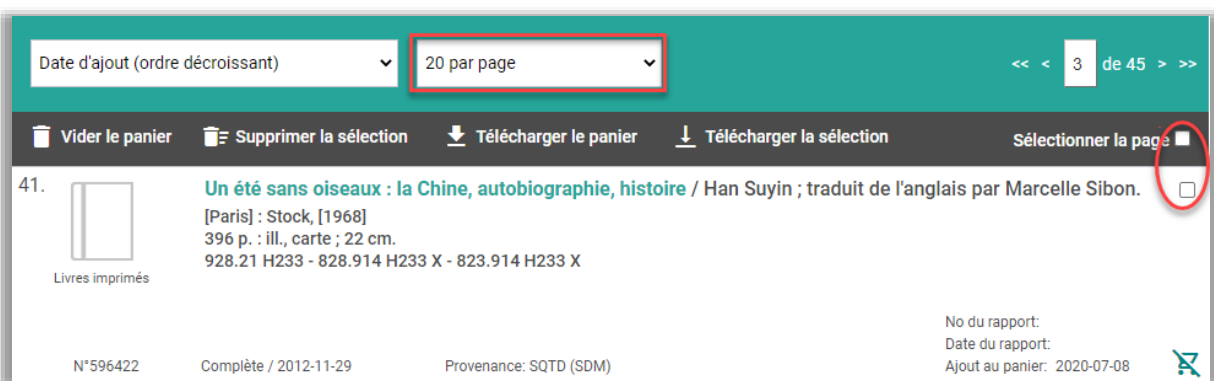 Date d'ajout (ordre décroissant) 20 par page << < 3 de 45 > >>
Vider le panier Supprimer la sélection Télécharger le panier Télécharger la sélection Sélectionner la page
41. Un été sans oiseaux : la Chine, autobiographie, histoire / Han Suyin ; traduit de l'anglais par Marcelle Sibon.
[Paris] : Stock, [1968]
396 p. : ill., carte ; 22 cm.
928.21 H233 - 828.914 H233 X - 823.914 H233 X
Livres imprimés
No du rapport:
Date du rapport:
N°596422 Complète / 2012-11-29 Provenance: SQTD (SDM) Ajout au panier: 2020-07-08